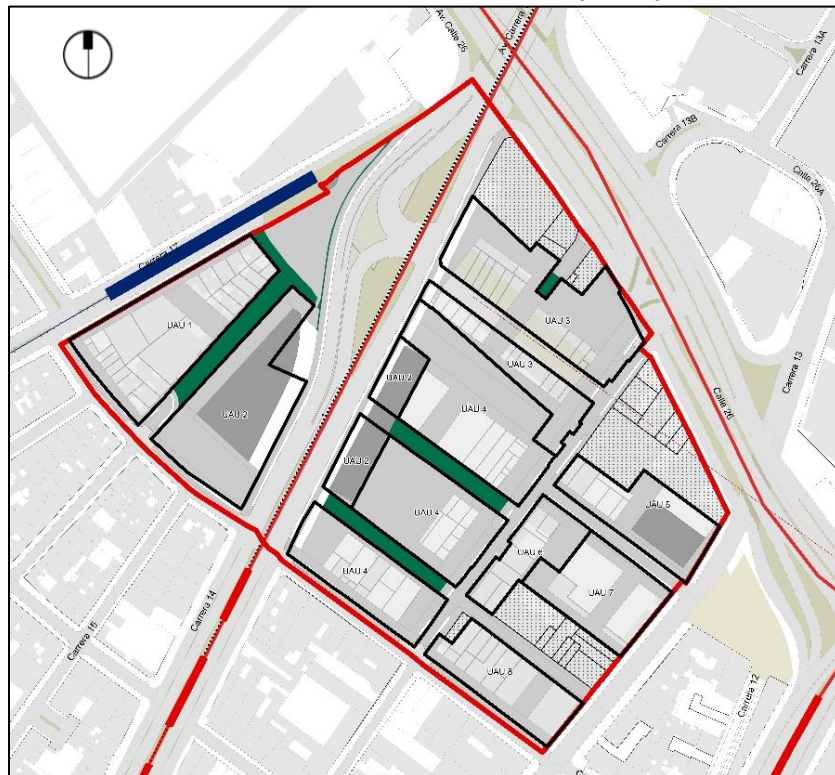 Av. Calle 26
Av. Carrera
Carrera 13A
Carrera 13B
Calle 26A
Carrera 17
UAU 1
UAU 3
Carrera 13
UAU 3
UAU 2
Calle 26
UAU 2
UAU 4
UAU 2
UAU 5
UAU 4
UAU 6
UAU 4
UAU 7
Carrera 15
Carrera 14
UAU 8
Carrera 12